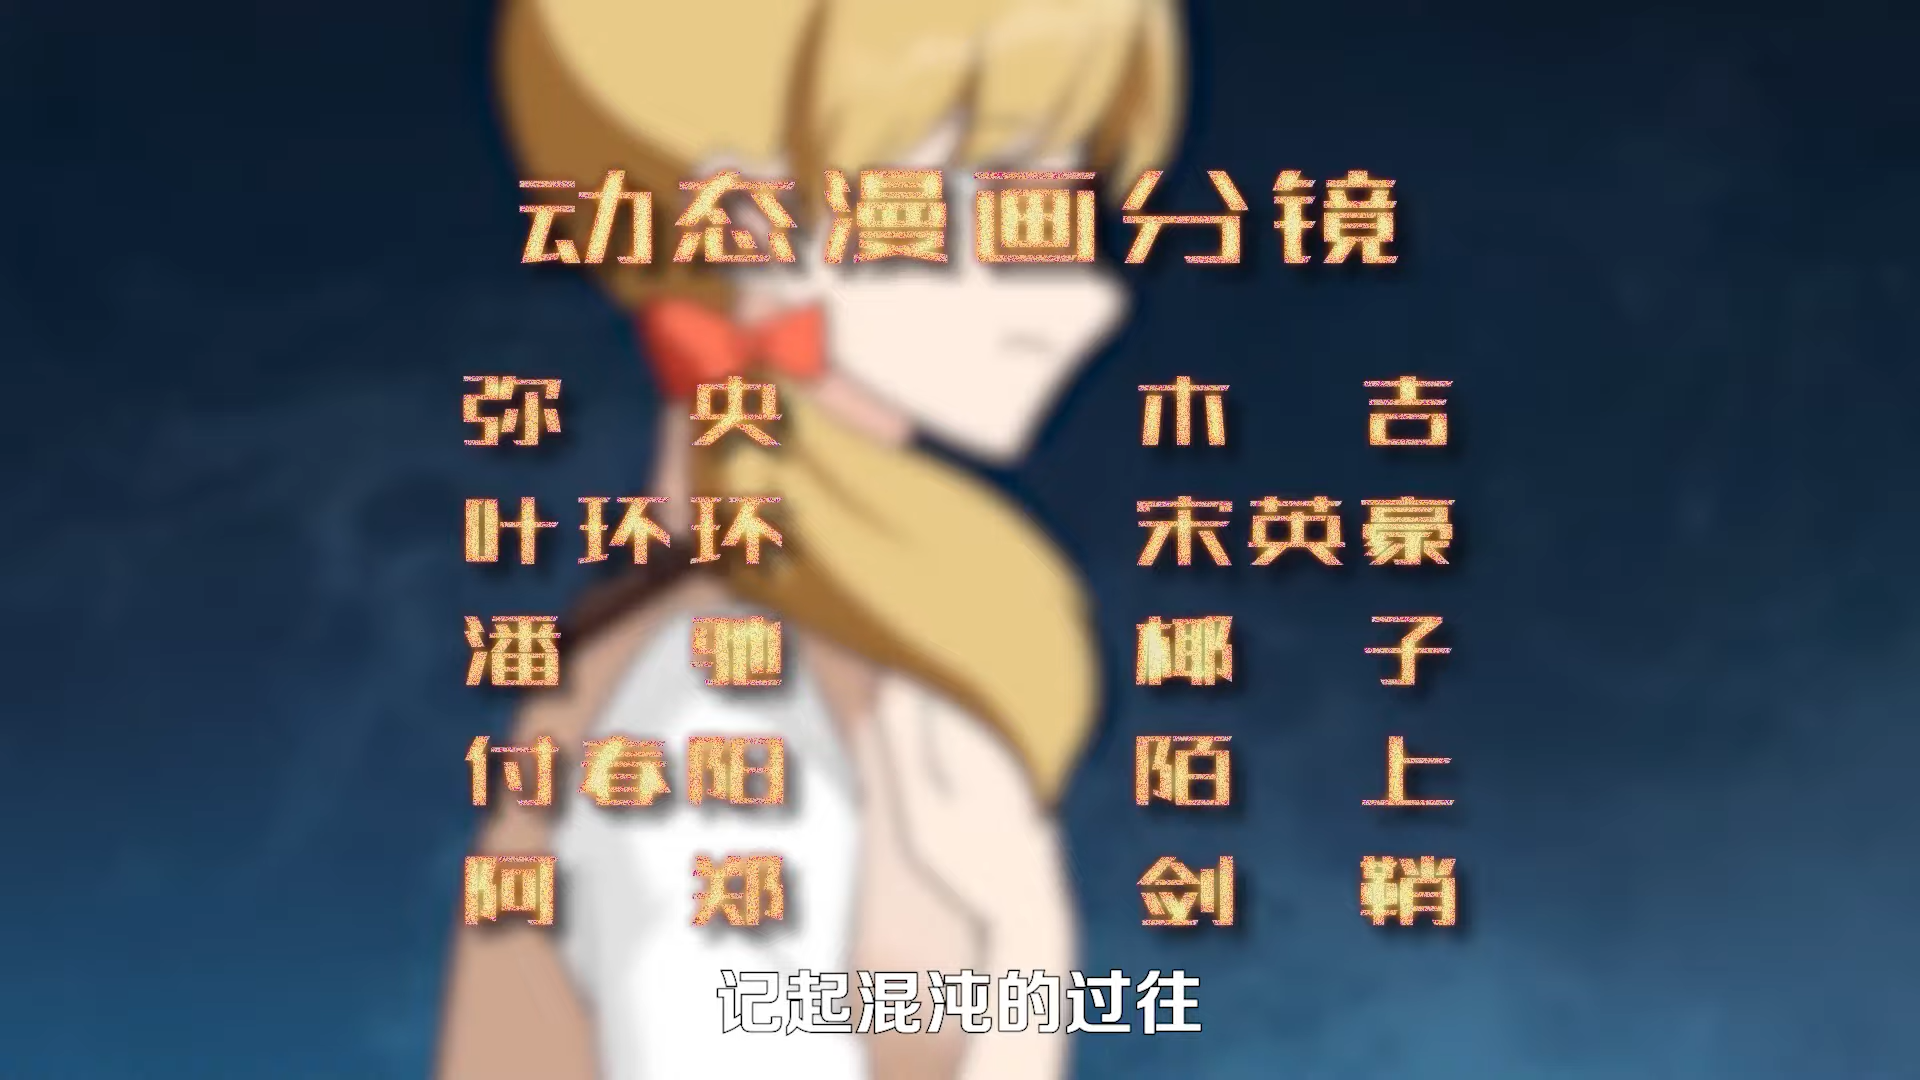 动态漫画分镜
弥央 木吉
叶环环 宋英豪
潘驰 椰子
付春阳 陌上
阿郑 剑鞘
记起混沌的过往